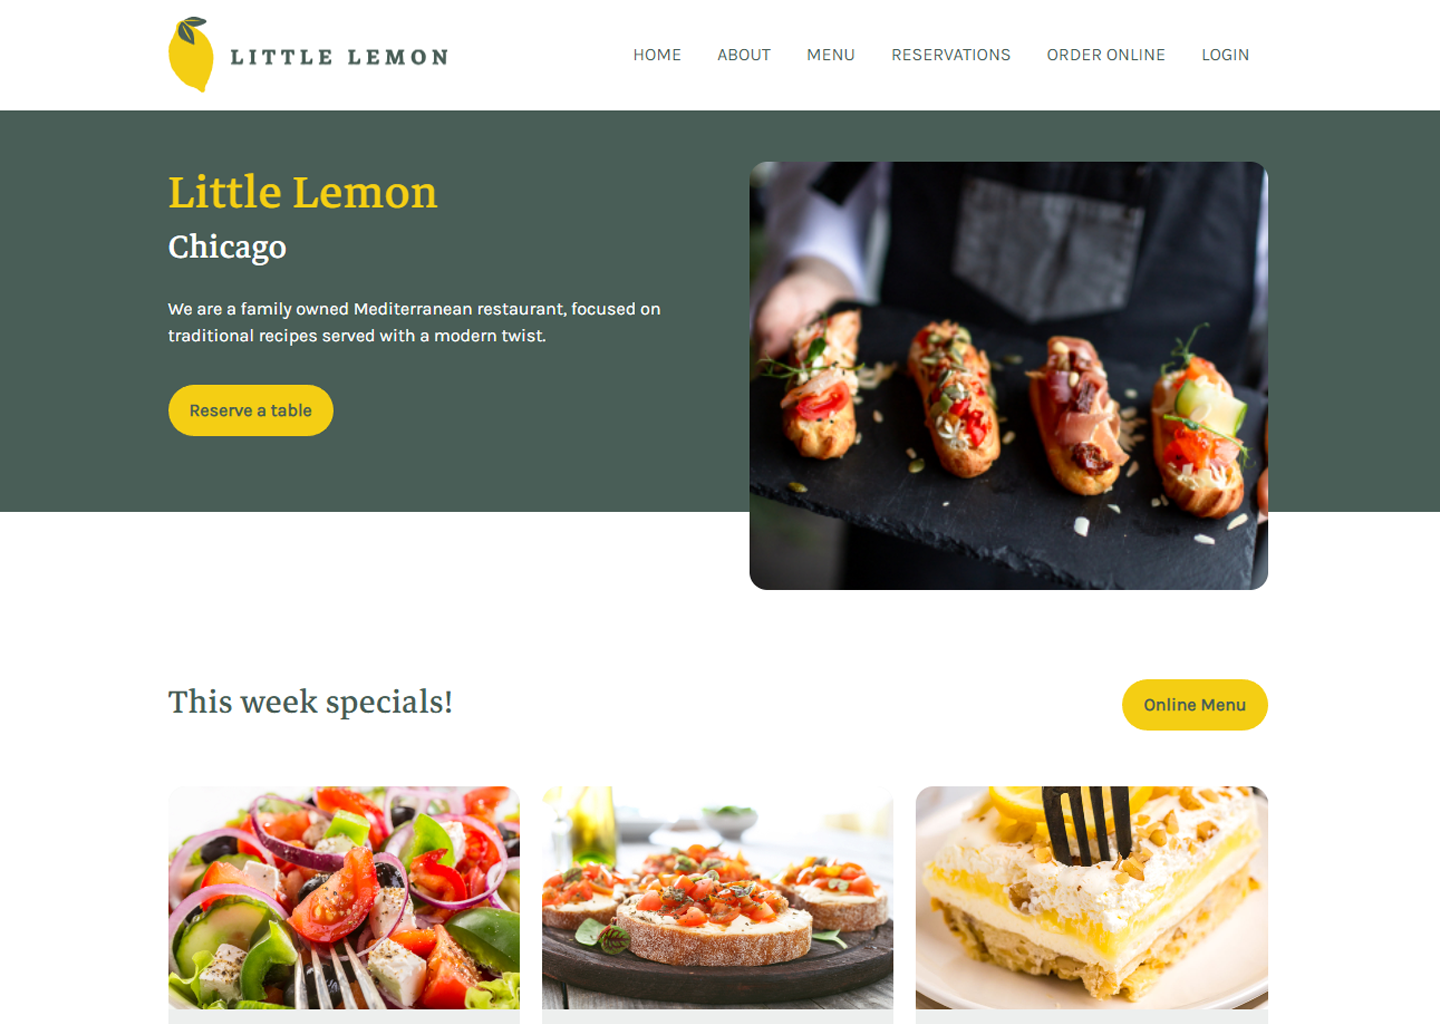 LITTLE LEMON
HOME ABOUT MENU RESERVATIONS ORDER ONLINE LOGIN
Little Lemon
Chicago
We are a family owned Mediterranean restaurant, focused on
traditional recipes served with a modern twist.
Reserve a table
This week specials!
Online Menu